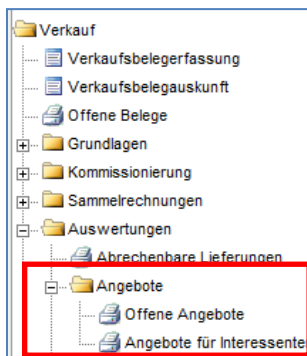 Verkauf
Verkaufsbelegerfassung
Verkaufsbelegauskunft
Offene Belege
Grundlagen
Kommissionierung
Sammelrechnungen
Auswertungen
Abrechenbare Lieferungen
Angebote
Offene Angebote
Angebote für Interessente